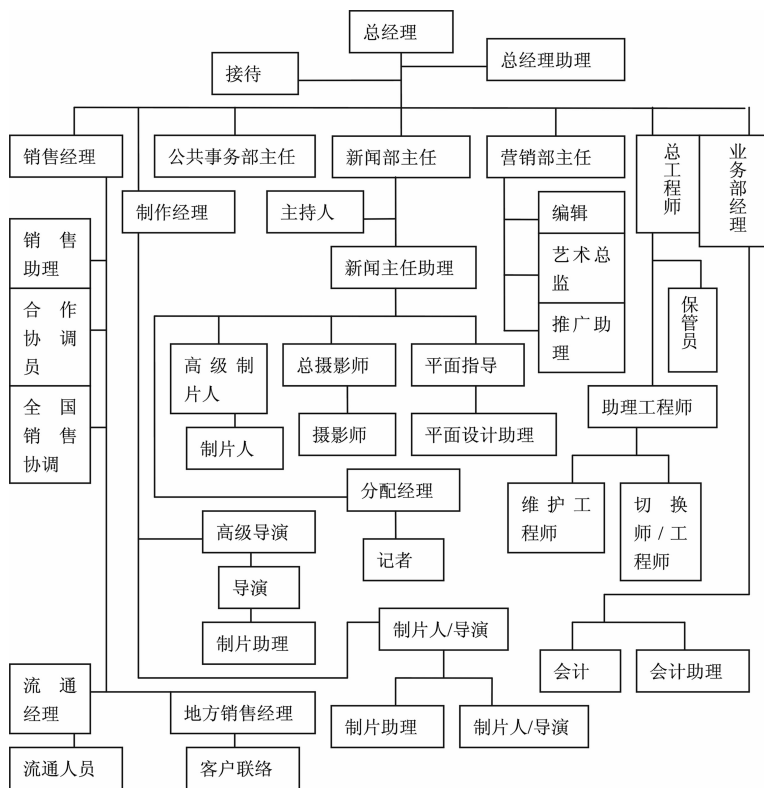 总经理
总经理助理
接待
销售经理
公共事务部主任
新闻部主任
营销部主任
总工程师
业务部经理
制作经理
主持人
编辑
销售
助理
新闻主任助理
艺术总
监
合作
协调
员
保管员
推广助
理
高级制
片人
总摄影师
平面指导
全国
销售
协调
助理工程师
制片人
摄影师
平面设计助理
分配经理
维护工
程师
切换
师/工
程师
高级导演
记者
导演
制片助理
制片人/导演
会计
会计助理
流通
经理
地方销售经理
制片助理
制片人/导演
流通人员
客户联络